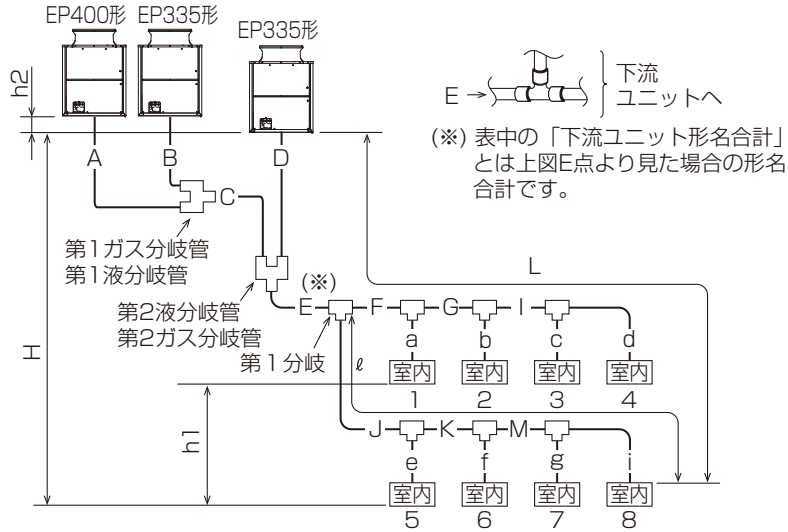 EP400形
EP335形
EP335形
h2
A
B
D
C
第1ガス分岐管
第1液分岐管
第2液分岐管
第2ガス分岐管
第1分岐
H
h1
L
ℓ
(※)
E
F
G
I
a
b
c
d
室内
室内
室内
室内
1
2
3
4
J
K
M
e
f
g
i
室内
室内
室内
室内
5
6
7
8
E
下流
ユニットへ
(※) 表中の「下流ユニット形名合計」
とは上図E点より見た場合の形名
合計です。